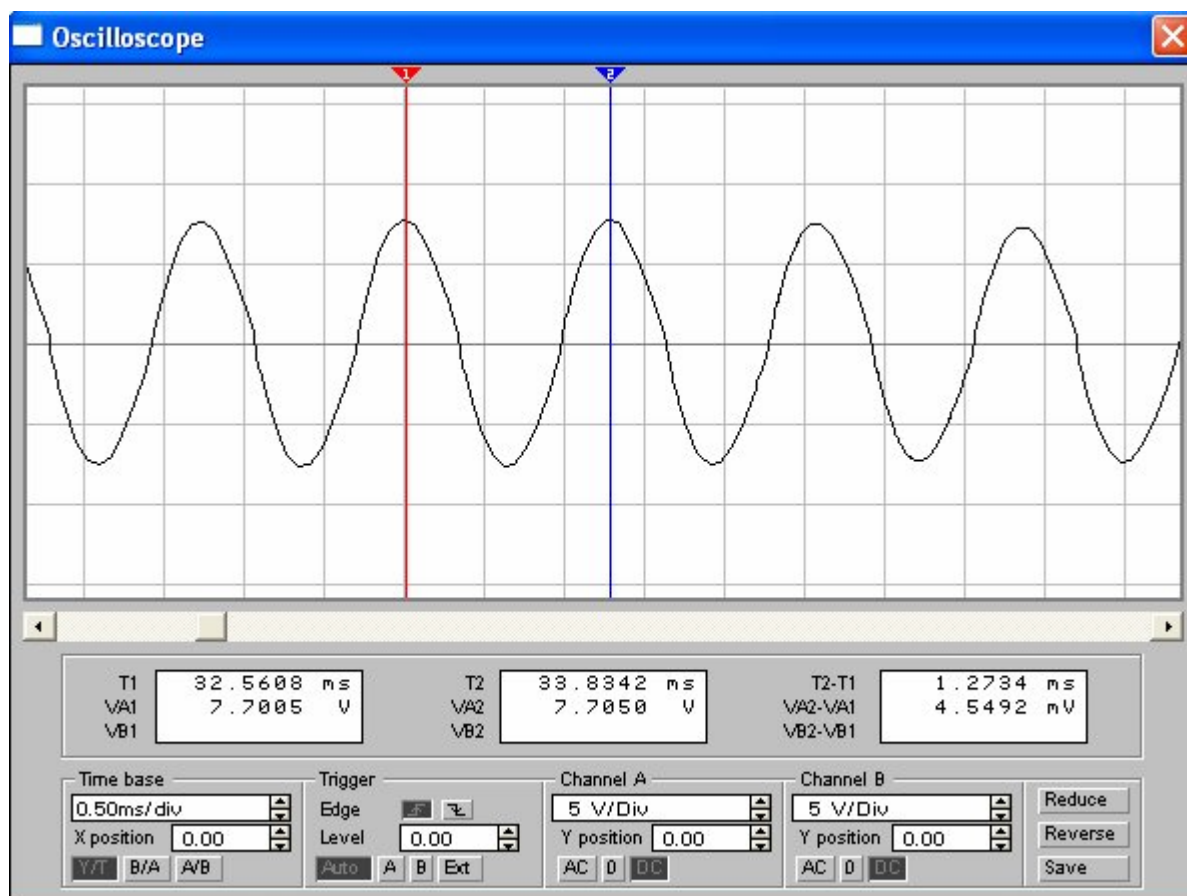 Oscilloscope
1 2
T1 32.5608 ms T2 33.8342 ms T2-T1 1.2734 ms
VA1 7.7005 V VA2 7.7050 V VA2-VA1 4.5492 mV
VB1 VB2 VB2-VB1
Time base Trigger Channel A Channel B
0.50ms/div Edge 5 V/Div 5 V/Div Reduce
X position 0.00 Level 0.00 Y position 0.00 Y position 0.00 Reverse
Y/T B/A A/B Auto A B Ext AC 0 DC AC 0 DC Save